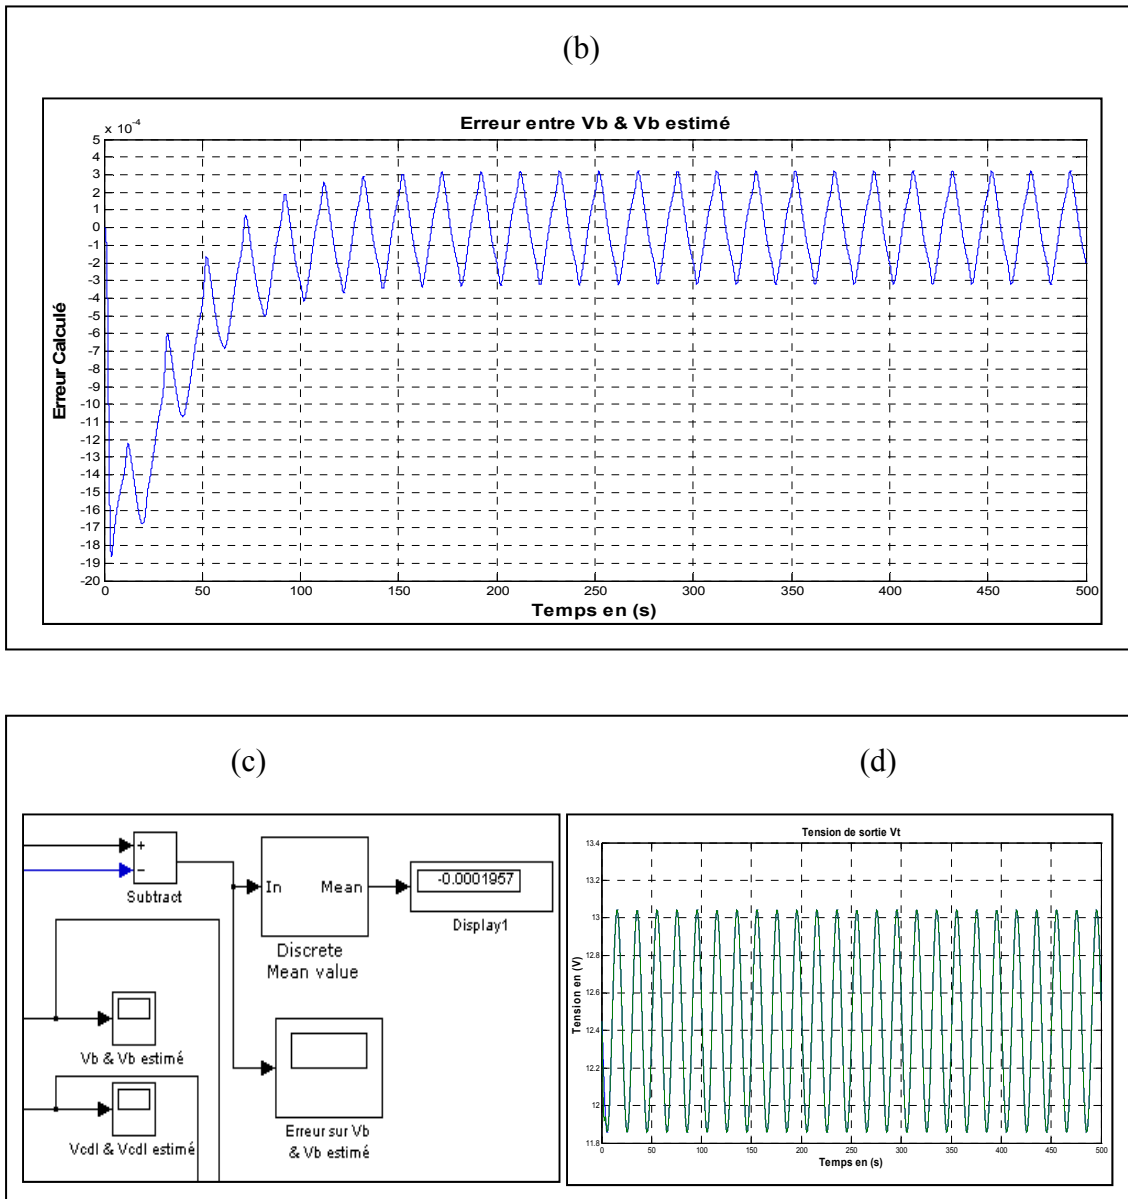 (b)
Erreur entre Vb & Vb estimé
x 10⁻⁴
5
4
3
2
1
0
-1
-2
-3
-4
-5
-6
-7
-8
-9
-10
-11
-12
-13
-14
-15
-16
-17
-18
-19
-20
Erreur Calculé
0 50 100 150 200 250 300 350 400 450 500
Temps en (s)
(c)
+
−
Subtract
In Mean
Discrete
Mean value
-0.0001957
Display1
Vb & Vb estimé
Vcdl & Vcdl estimé
Erreur sur Vb
& Vb estimé
(d)
Tension de sortie Vt
13.4
13.2
13
12.8
12.6
12.4
12.2
12
11.8
Tension en (V)
0 50 100 150 200 250 300 350 400 450 500
Temps en (s)